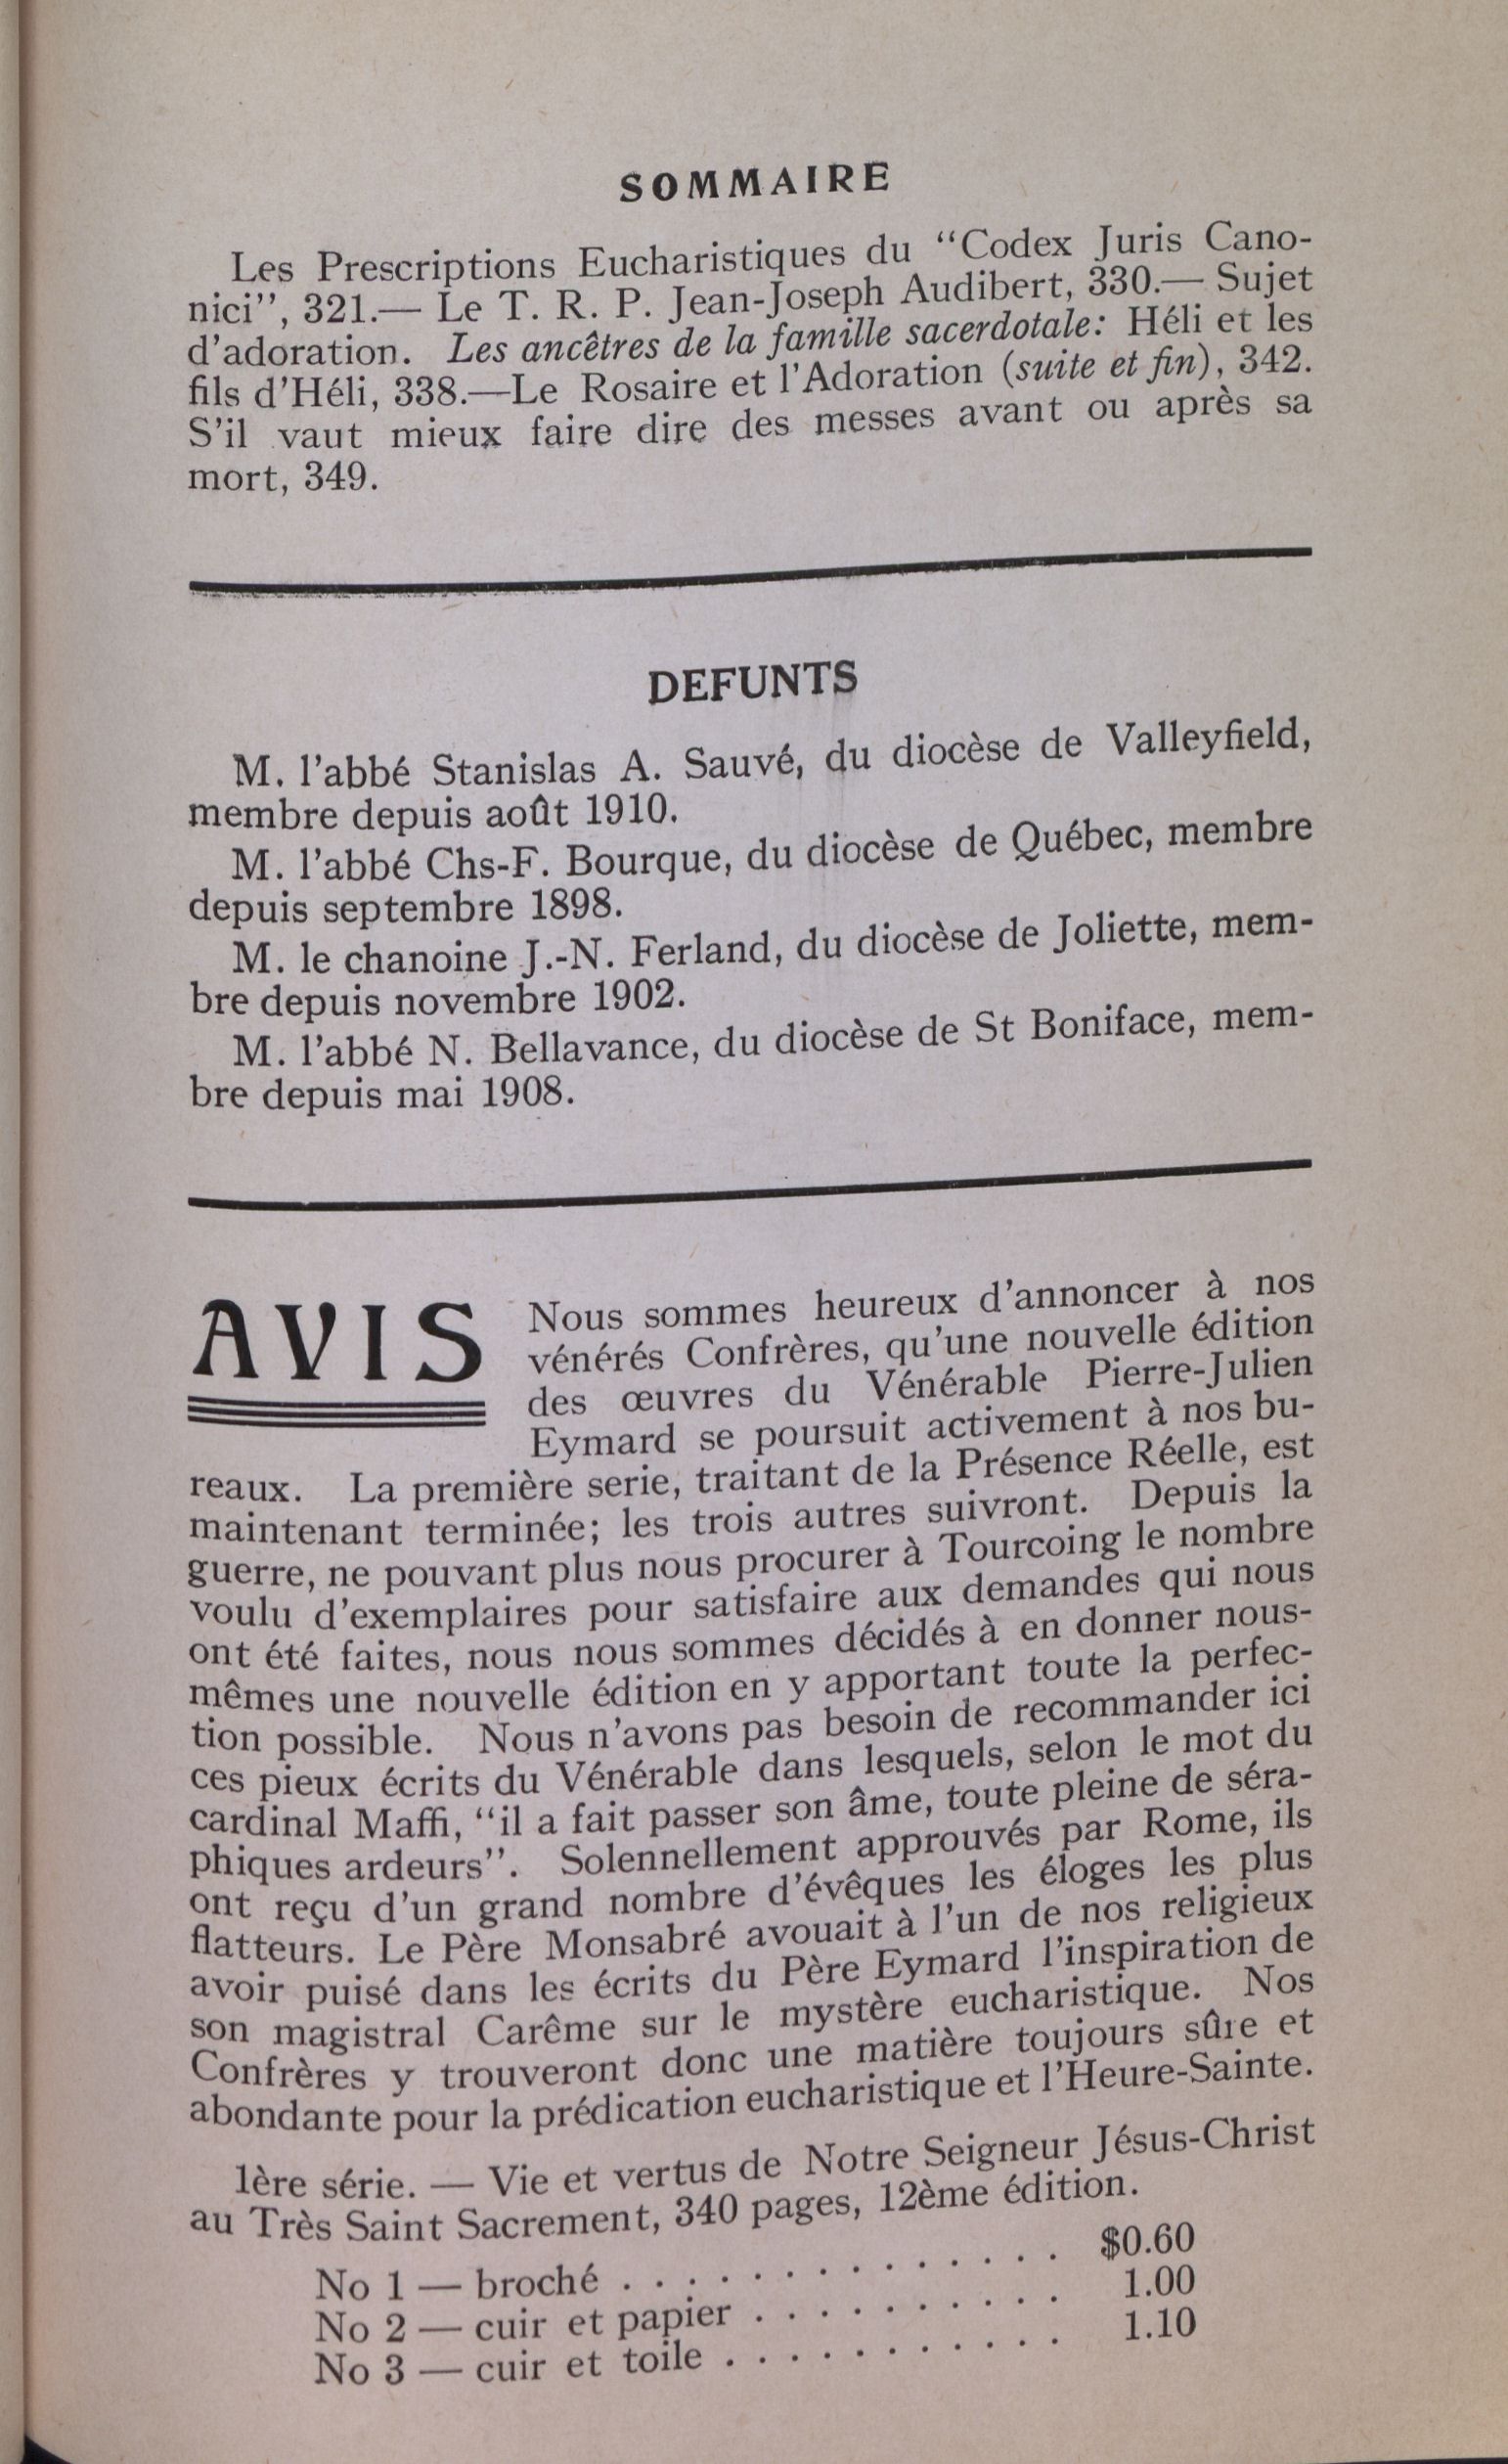 SOMMAIRE
Les Prescriptions Eucharistiques du “Codex Juris Cano-
nici”, 321.— Le T. R. P. Jean-Joseph Audibert, 330.— Sujet
d’adoration. Les ancêtres de la famille sacerdotale: Héli et les
fils d’Héli, 338.—Le Rosaire et l’Adoration (suite et fin), 342.
S’il vaut mieux faire dire des messes avant ou après sa
mort, 349.
DEFUNTS
M. l’abbé Stanislas A. Sauvé, du diocèse de Valleyfield,
membre depuis août 1910.
M. l’abbé Chs-F. Bourque, du diocèse de Québec, membre
depuis septembre 1898.
M. le chanoine J.-N. Ferland, du diocèse de Joliette, mem-
bre depuis novembre 1902.
M. l’abbé N. Bellavance, du diocèse de St Boniface, mem-
bre depuis mai 1908.
AVIS
Nous sommes heureux d’annoncer à nos
vénérés Confrères, qu’une nouvelle édition
des œuvres du Vénérable Pierre-Julien
Eymard se poursuit activement à nos bu-
reaux. La première serie, traitant de la Présence Réelle, est
maintenant terminée; les trois autres suivront. Depuis la
guerre, ne pouvant plus nous procurer à Tourcoing le nombre
voulu d’exemplaires pour satisfaire aux demandes qui nous
ont été faites, nous nous sommes décidés à en donner nous-
mêmes une nouvelle édition en y apportant toute la perfec-
tion possible. Nous n’avons pas besoin de recommander ici
ces pieux écrits du Vénérable dans lesquels, selon le mot du
cardinal Maffi, “il a fait passer son âme, toute pleine de séra-
phiques ardeurs”. Solennellement approuvés par Rome, ils
ont reçu d’un grand nombre d’évêques les éloges les plus
flatteurs. Le Père Monsabré avouait à l’un de nos religieux
avoir puisé dans les écrits du Père Eymard l’inspiration de
son magistral Carême sur le mystère eucharistique. Nos
Confrères y trouveront donc une matière toujours sûre et
abondante pour la prédication eucharistique et l’Heure-Sainte.
1ère série. — Vie et vertus de Notre Seigneur Jésus-Christ
au Très Saint Sacrement, 340 pages, 12ème édition.
No 1 — broché . . . . . . . . . . . . . . $0.60
No 2 — cuir et papier . . . . . . . . . . 1.00
No 3 — cuir et toile . . . . . . . . . . . 1.10